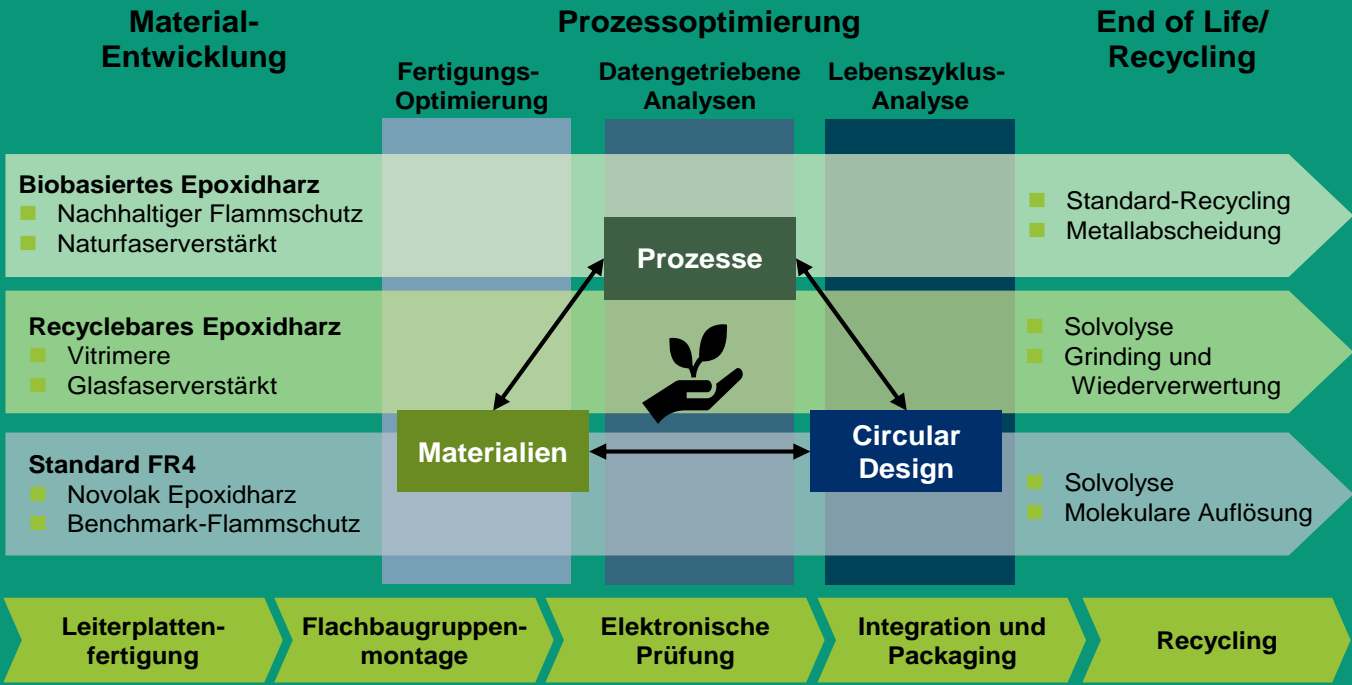 Material-
Entwicklung
Prozessoptimierung
End of Life/
Recycling
Fertigungs-
Optimierung
Datengetriebene
Analysen
Lebenszyklus-
Analyse
Biobasiertes Epoxidharz
Nachhaltiger Flammschutz
Naturfaserverstärkt
Standard-Recycling
Metallabscheidung
Prozesse
Recyclebares Epoxidharz
Vitrimere
Glasfaserverstärkt
Solvolyse
Grinding und
Wiederverwertung
Materialien
Circular
Design
Standard FR4
Novolak Epoxidharz
Benchmark-Flammschutz
Solvolyse
Molekulare Auflösung
Leiterplatten-
fertigung
Flachbaugruppen-
montage
Elektronische
Prüfung
Integration und
Packaging
Recycling